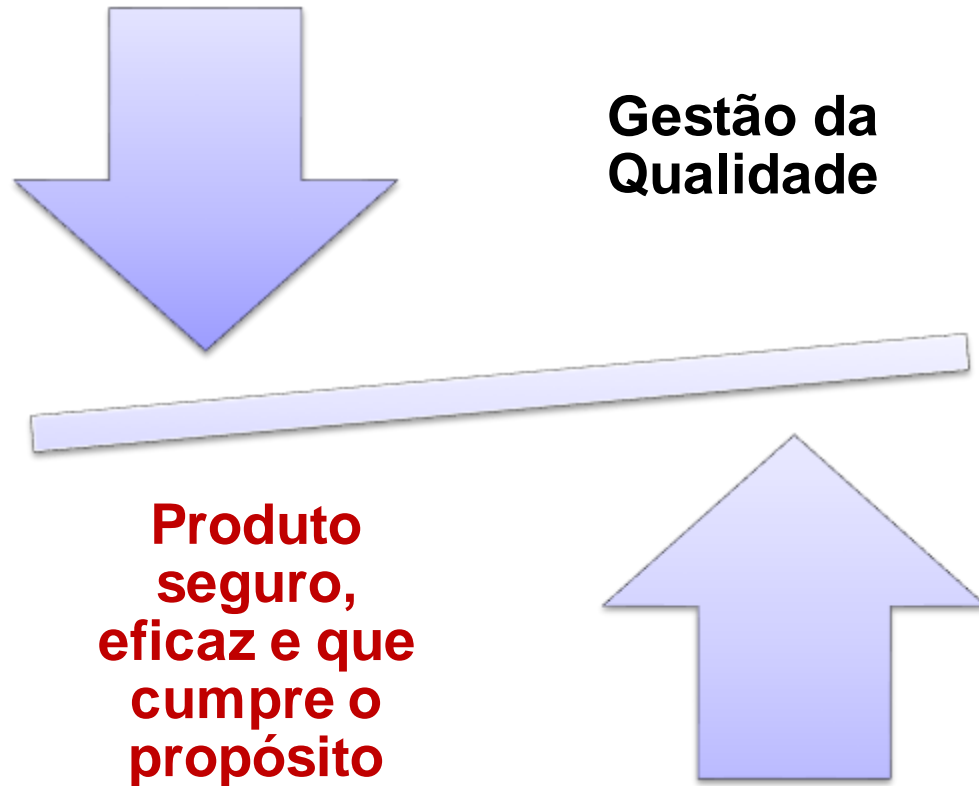 Gestão da
Qualidade
Produto
seguro,
eficaz e que
cumpre o
propósito